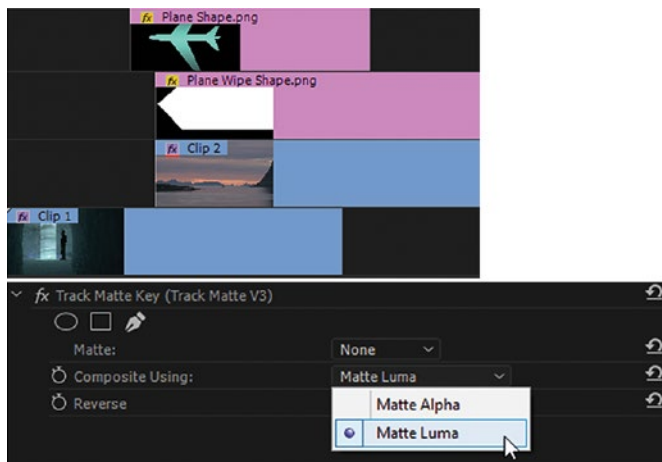 fx Plane Shape.png
fx Plane Wipe Shape.png
fx Clip 2
fx Clip 1
fx Track Matte Key (Track Matte V3)
Matte: None
Composite Using: Matte Luma
Reverse
Matte Alpha
Matte Luma